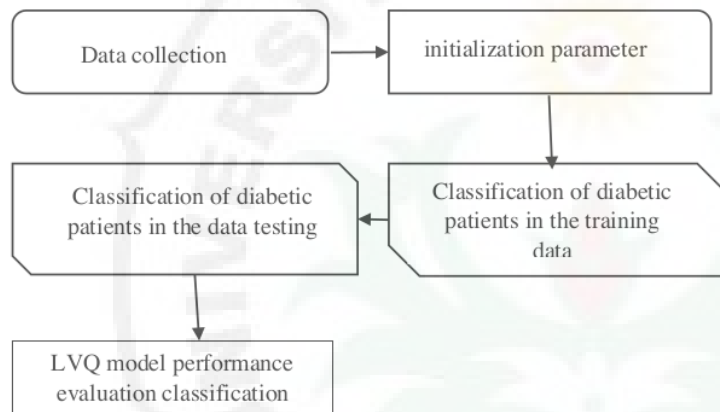 Data collection
initialization parameter
Classification of diabetic
patients in the training
data
Classification of diabetic
patients in the data testing
LVQ model performance
evaluation classification